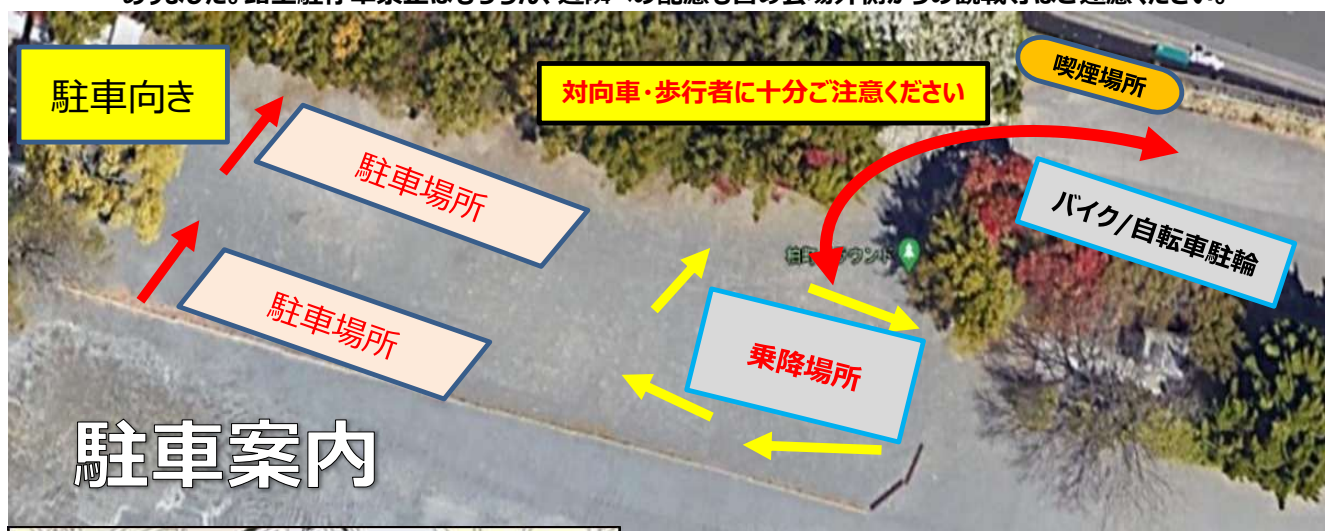 駐車向き
対向車・歩行者に十分ご注意ください
喫煙場所
駐車場所
バイク/自転車駐輪
駐車場所
乗降場所
駐車案内